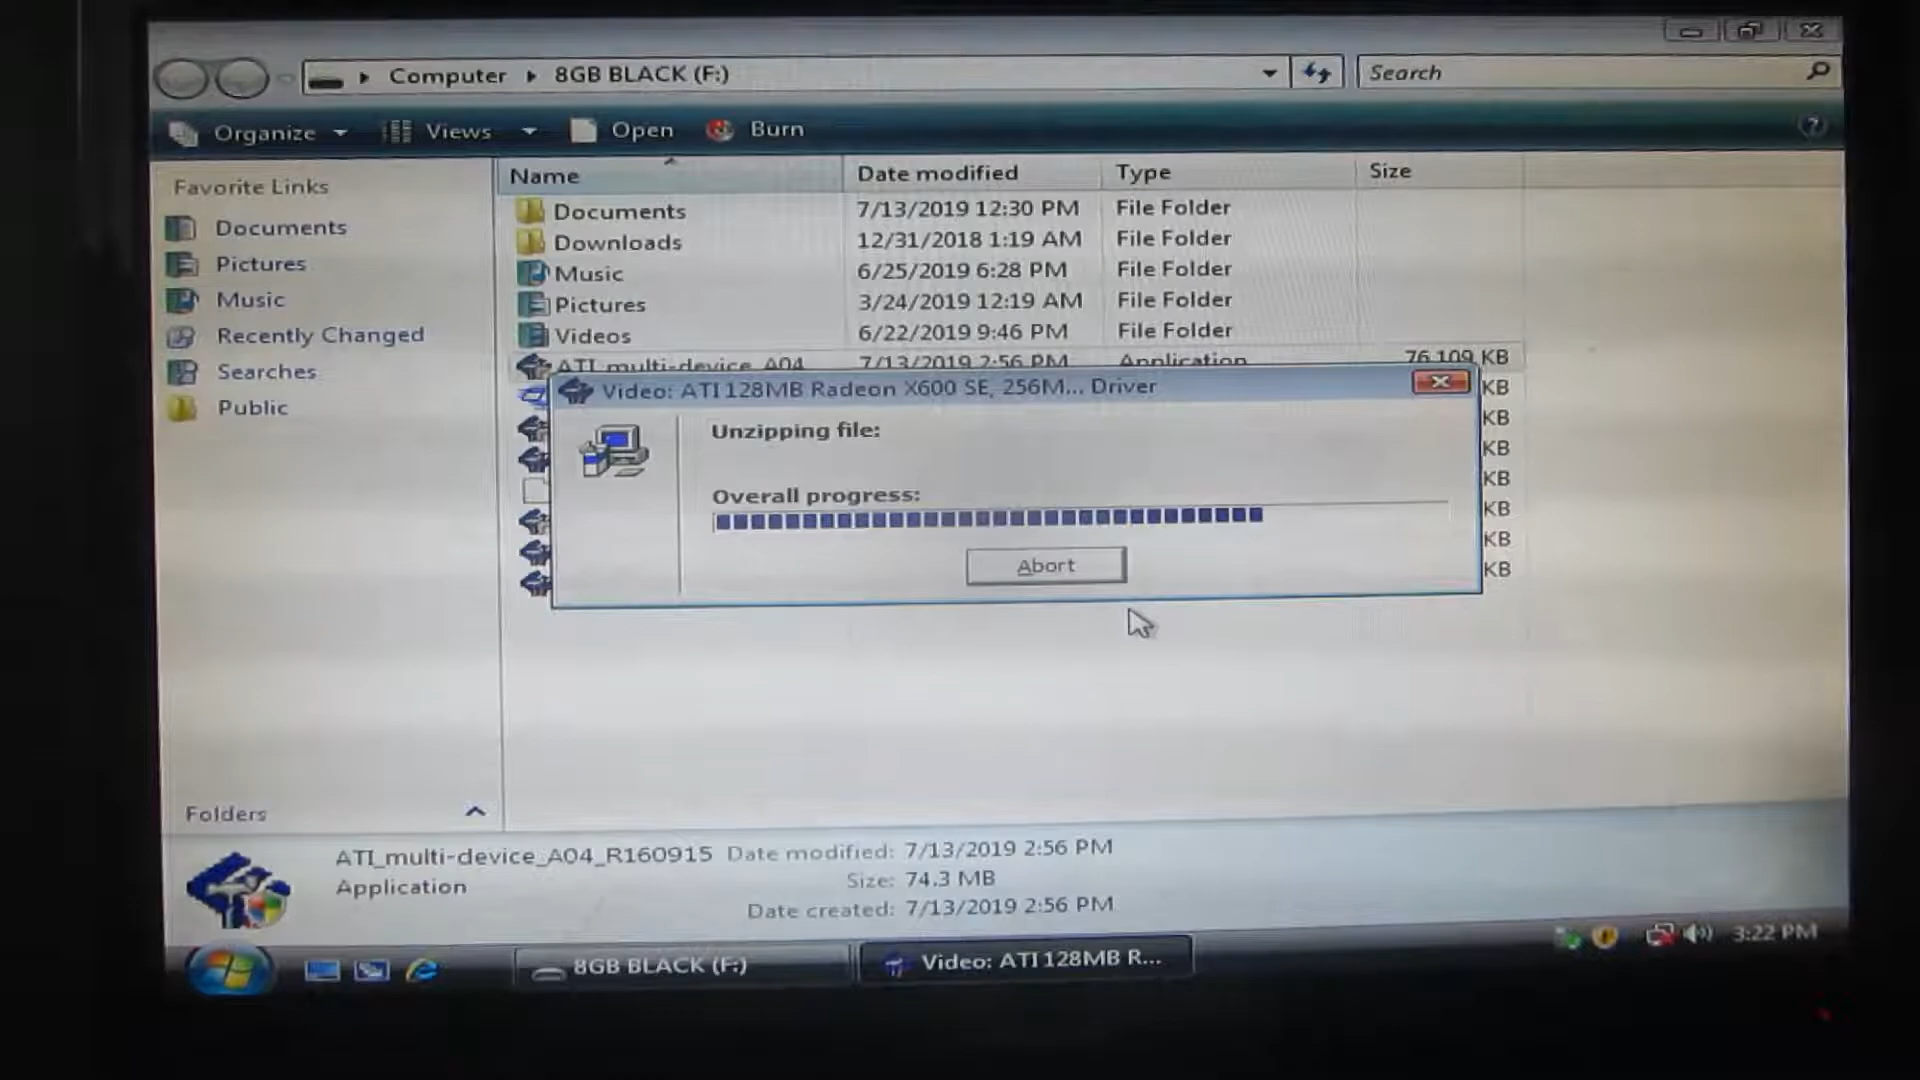 Computer 8GB BLACK (F:) Search
Organize Views Open Burn ?
Favorite Links
Documents
Pictures
Music
Recently Changed
Searches
Public
Folders
Name Date modified Type Size
Documents 7/13/2019 12:30 PM File Folder
Downloads 12/31/2018 1:19 AM File Folder
Music 6/25/2019 6:28 PM File Folder
Pictures 3/24/2019 12:19 AM File Folder
Videos 6/22/2019 9:46 PM File Folder
ATI_multi-device_A04 7/13/2019 2:56 PM Application 76,109 KB
KB
KB
KB
KB
KB
KB
KB
Video: ATI 128MB Radeon X600 SE, 256M... Driver
Unzipping file:
Overall progress:
Abort
ATI_multi-device_A04_R160915 Date modified: 7/13/2019 2:56 PM
Application Size: 74.3 MB
Date created: 7/13/2019 2:56 PM
8GB BLACK (F:) Video: ATI 128MB R... 3:22 PM